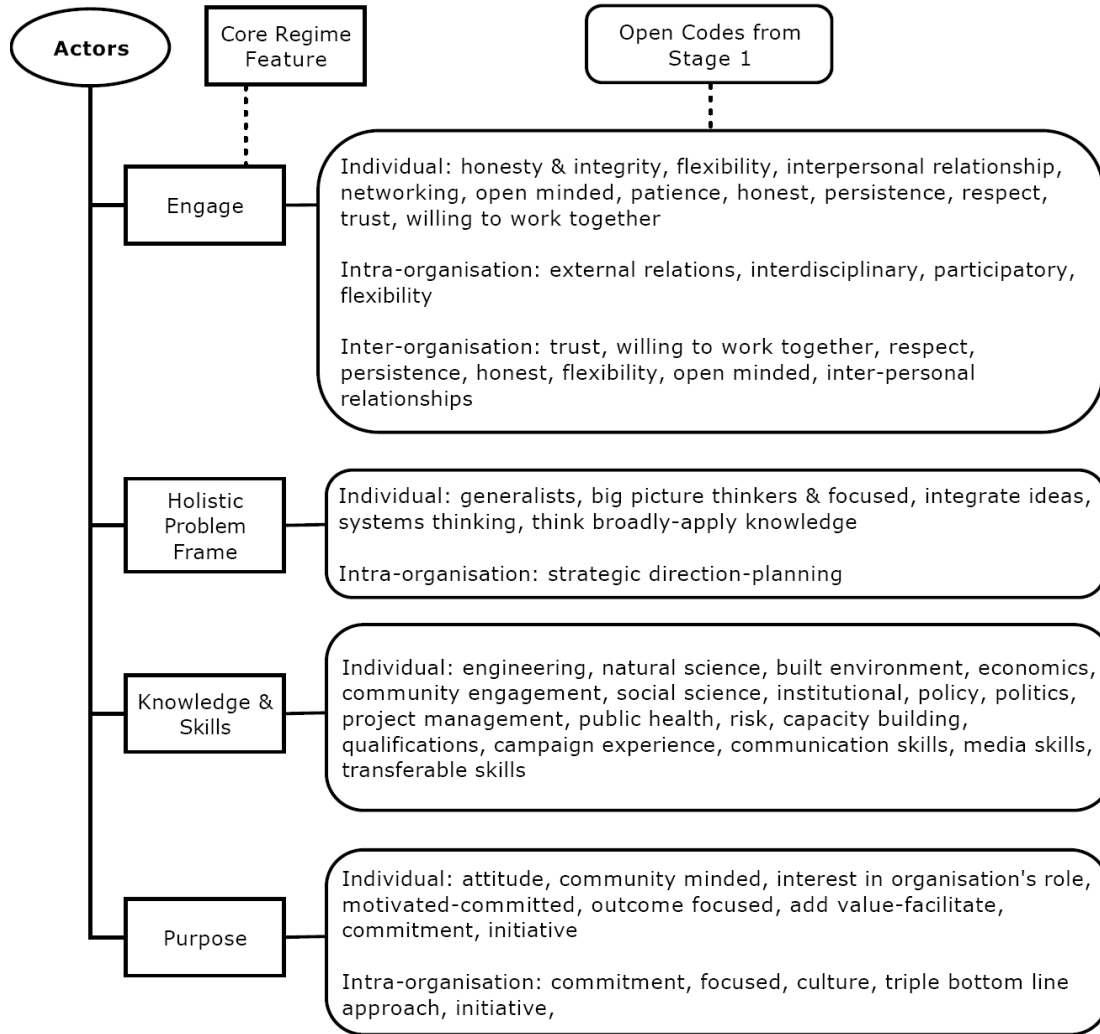 Actors
Core Regime
Feature
Open Codes from
Stage 1
Engage
Individual: honesty & integrity, flexibility, interpersonal relationship,
networking, open minded, patience, honest, persistence, respect,
trust, willing to work together
Intra-organisation: external relations, interdisciplinary, participatory,
flexibility
Inter-organisation: trust, willing to work together, respect,
persistence, honest, flexibility, open minded, inter-personal
relationships
Holistic
Problem
Frame
Individual: generalists, big picture thinkers & focused, integrate ideas,
systems thinking, think broadly-apply knowledge
Intra-organisation: strategic direction-planning
Knowledge &
Skills
Individual: engineering, natural science, built environment, economics,
community engagement, social science, institutional, policy, politics,
project management, public health, risk, capacity building,
qualifications, campaign experience, communication skills, media skills,
transferable skills
Purpose
Individual: attitude, community minded, interest in organisation's role,
motivated-committed, outcome focused, add value-facilitate,
commitment, initiative
Intra-organisation: commitment, focused, culture, triple bottom line
approach, initiative,